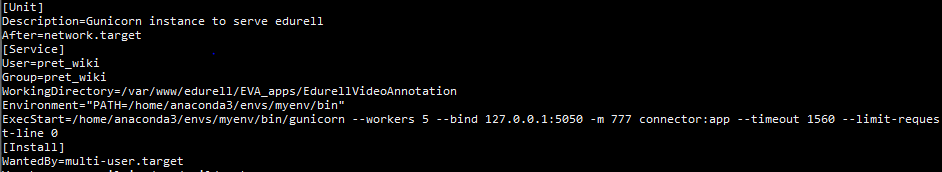 [Unit]
Description=Gunicorn instance to serve edurell
After=network.target
[Service]
User=pret_wiki
Group=pret_wiki
WorkingDirectory=/var/www/edurell/EVA_apps/EdurellVideoAnnotation
Environment="PATH=/home/anaconda3/envs/myenv/bin"
ExecStart=/home/anaconda3/envs/myenv/bin/gunicorn --workers 5 --bind 127.0.0.1:5050 -m 777 connector:app --timeout 1560 --limit-reques
t-line 0
[Install]
WantedBy=multi-user.target